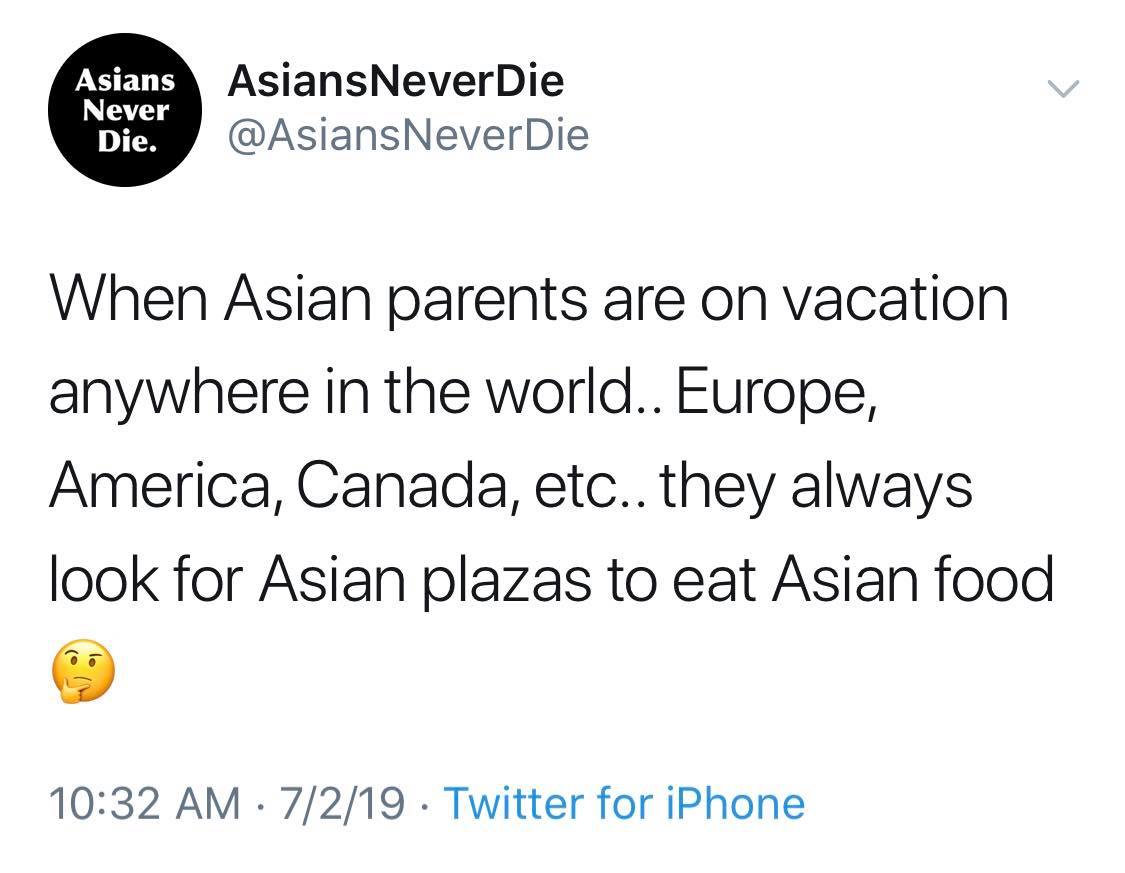 Asians
Never
Die.
AsiansNeverDie
@AsiansNeverDie
When Asian parents are on vacation
anywhere in the world.. Europe,
America, Canada, etc.. they always
look for Asian plazas to eat Asian food
🤔
10:32 AM · 7/2/19 · Twitter for iPhone